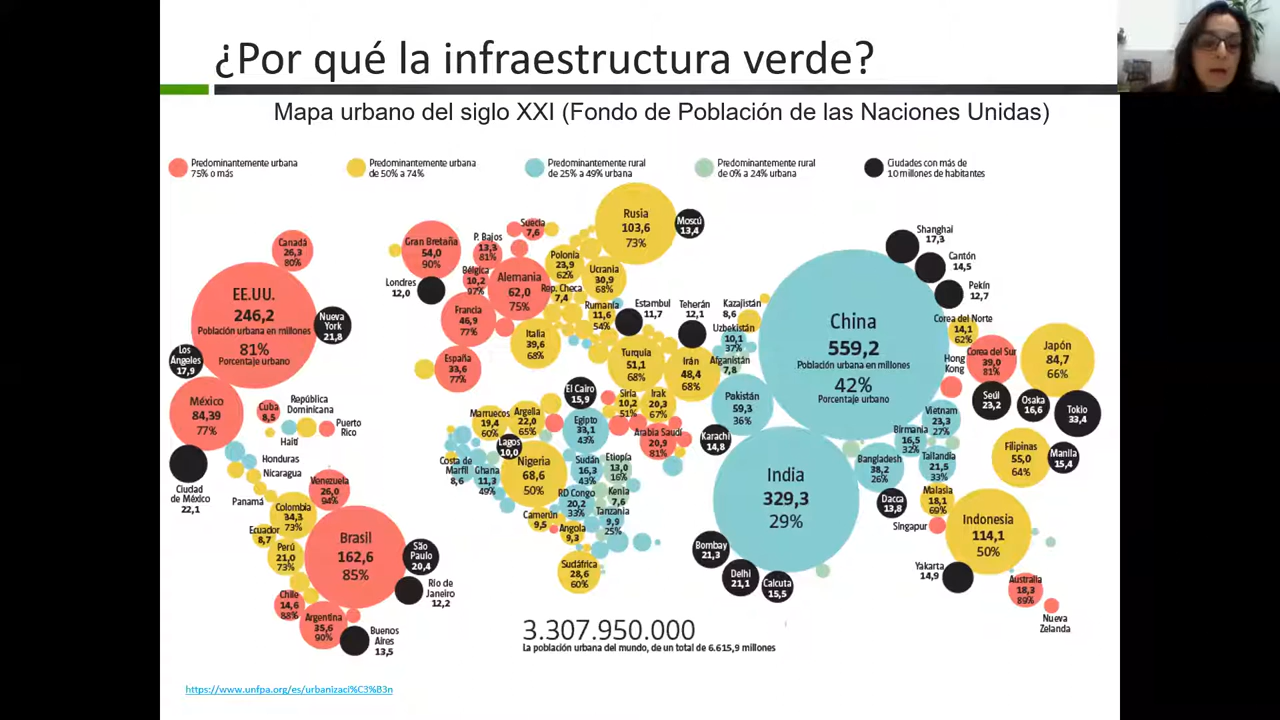 ¿Por qué la infraestructura verde?
Mapa urbano del siglo XXI (Fondo de Población de las Naciones Unidas)
Predominantemente urbana
75% o más
Predominantemente urbana
de 50% a 74%
Predominantemente rural
de 25% a 49% urbana
Predominantemente rural
de 0% a 24% urbana
Ciudades con más de
10 millones de habitantes
Canadá
26,3
80%
EE.UU.
246,2
Población urbana en millones
81%
Porcentaje urbano
Nueva
York
21,8
Los
Ángeles
17,9
México
84,39
77%
Ciudad
de México
22,1
Cuba
8,5
República
Dominicana
Haití
Puerto
Rico
Honduras
Nicaragua
Panamá
Venezuela
26,0
94%
Colombia
34,3
73%
Ecuador
8,7
Perú
21,0
73%
Brasil
162,6
85%
São
Paulo
20,4
Río de
Janeiro
12,2
Chile
14,6
88%
Argentina
35,6
90%
Buenos
Aires
13,5
Gran Bretaña
54,0
90%
Londres
12,0
P. Bajos
13,3
81%
Suecia
7,6
Bélgica
10,2
97%
Alemania
62,0
75%
Francia
46,9
77%
España
33,6
77%
Italia
39,6
68%
Polonia
23,9
62%
Rep. Checa
7,4
Ucrania
30,9
68%
Rumanía
11,6
54%
Rusia
103,6
73%
Moscú
13,4
Estambul
11,7
Turquía
51,1
68%
Teherán
12,1
Irán
48,4
68%
Kazajistán
8,6
Uzbekistán
10,1
37%
Afganistán
7,8
Siria
10,2
51%
Irak
20,3
67%
Arabia Saudí
20,9
81%
El Cairo
15,9
Egipto
33,1
43%
Marruecos
19,4
60%
Argelia
22,0
65%
Lagos
10,0
Nigeria
68,6
50%
Costa de
Marfil
8,6
Ghana
11,3
49%
Sudán
16,3
43%
Etiopía
13,0
16%
RD Congo
20,2
33%
Kenia
7,6
Tanzania
9,9
25%
Camerún
9,5
Angola
9,3
Sudáfrica
28,6
60%
Pakistán
59,3
36%
Karachi
14,8
China
559,2
Población urbana en millones
42%
Porcentaje urbano
Shanghai
17,3
Cantón
14,5
Pekín
12,7
Corea del Norte
14,1
62%
Hong
Kong
Corea del Sur
39,0
81%
Seúl
23,2
Japón
84,7
66%
Osaka
16,6
Tokio
33,4
India
329,3
29%
Bombay
21,3
Delhi
21,1
Calcuta
15,5
Bangladesh
38,2
26%
Dacca
13,8
Birmania
16,5
32%
Vietnam
23,3
27%
Tailandia
21,5
33%
Malasia
18,1
69%
Singapur
Filipinas
55,0
64%
Manila
15,4
Indonesia
114,1
50%
Yakarta
14,9
Australia
18,3
89%
Nueva
Zelanda
3.307.950.000
La población urbana del mundo, de un total de 6.615,9 millones
https://www.unfpa.org/es/urbanizaci%C3%B3n